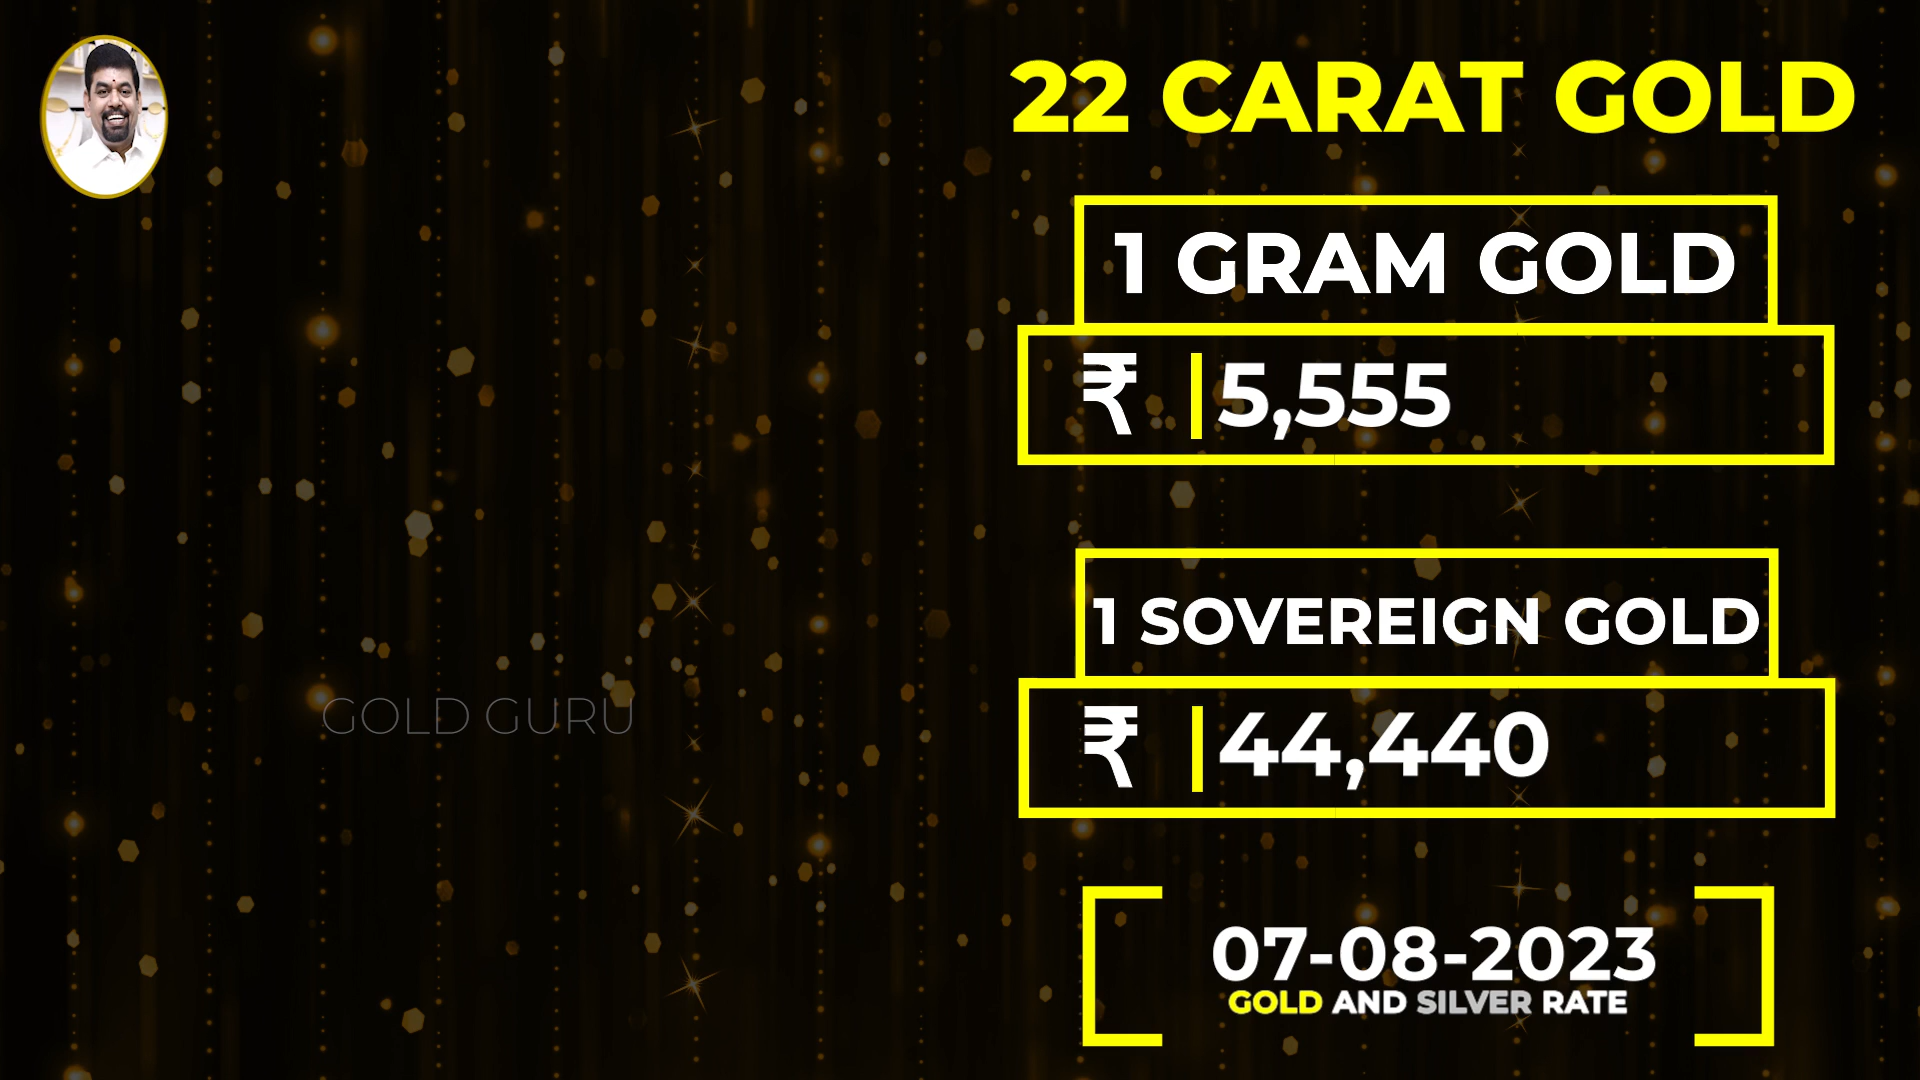 22 CARAT GOLD
1 GRAM GOLD
₹ 5,555
1 SOVEREIGN GOLD
₹ 44,440
GOLD GURU
07-08-2023
GOLD AND SILVER RATE